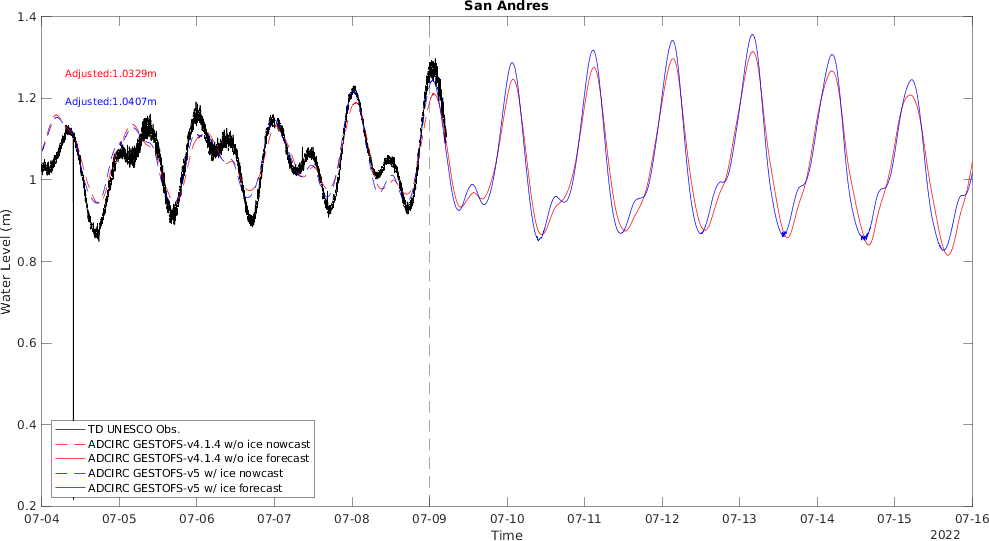 San Andres
1.4
1.2
1
0.8
0.6
0.4
0.2
Water Level (m)
Adjusted:1.0329m
Adjusted:1.0407m
TD UNESCO Obs.
ADCIRC GESTOFS-v4.1.4 w/o ice nowcast
ADCIRC GESTOFS-v4.1.4 w/o ice forecast
ADCIRC GESTOFS-v5 w/ ice nowcast
ADCIRC GESTOFS-v5 w/ ice forecast
07-04 07-05 07-06 07-07 07-08 07-09 07-10 07-11 07-12 07-13 07-14 07-15 07-16
Time
2022